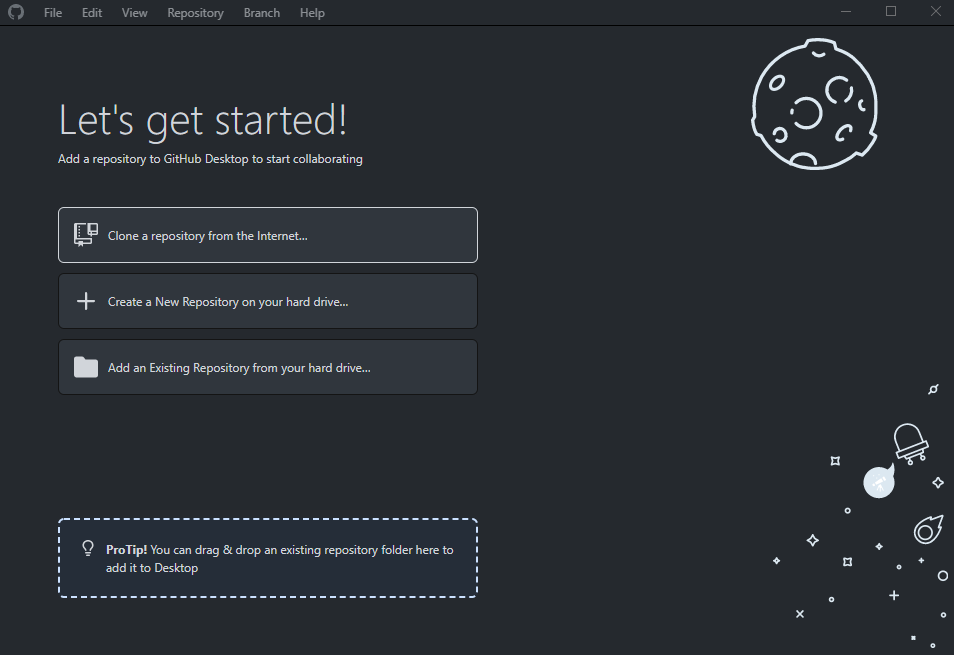 File Edit View Repository Branch Help
Let's get started!
Add a repository to GitHub Desktop to start collaborating
Clone a repository from the Internet...
Create a New Repository on your hard drive...
Add an Existing Repository from your hard drive...
ProTip! You can drag & drop an existing repository folder here to
add it to Desktop